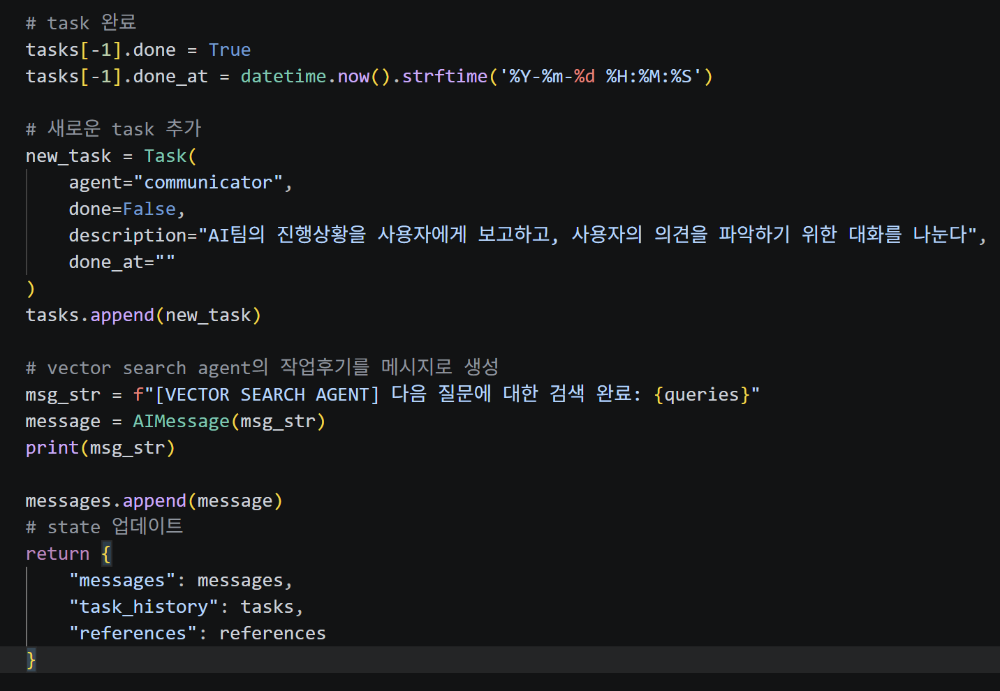 # task 완료
tasks[-1].done = True
tasks[-1].done_at = datetime.now().strftime('%Y-%m-%d %H:%M:%S')
# 새로운 task 추가
new_task = Task(
    agent="communicator",
    done=False,
    description="AI팀의 진행상황을 사용자에게 보고하고, 사용자의 의견을 파악하기 위한 대화를 나눈다",
    done_at=""
)
tasks.append(new_task)
# vector search agent의 작업후기를 메시지로 생성
msg_str = f"[VECTOR SEARCH AGENT] 다음 질문에 대한 검색 완료: {queries}"
message = AIMessage(msg_str)
print(msg_str)
messages.append(message)
# state 업데이트
return {
    "messages": messages,
    "task_history": tasks,
    "references": references
}